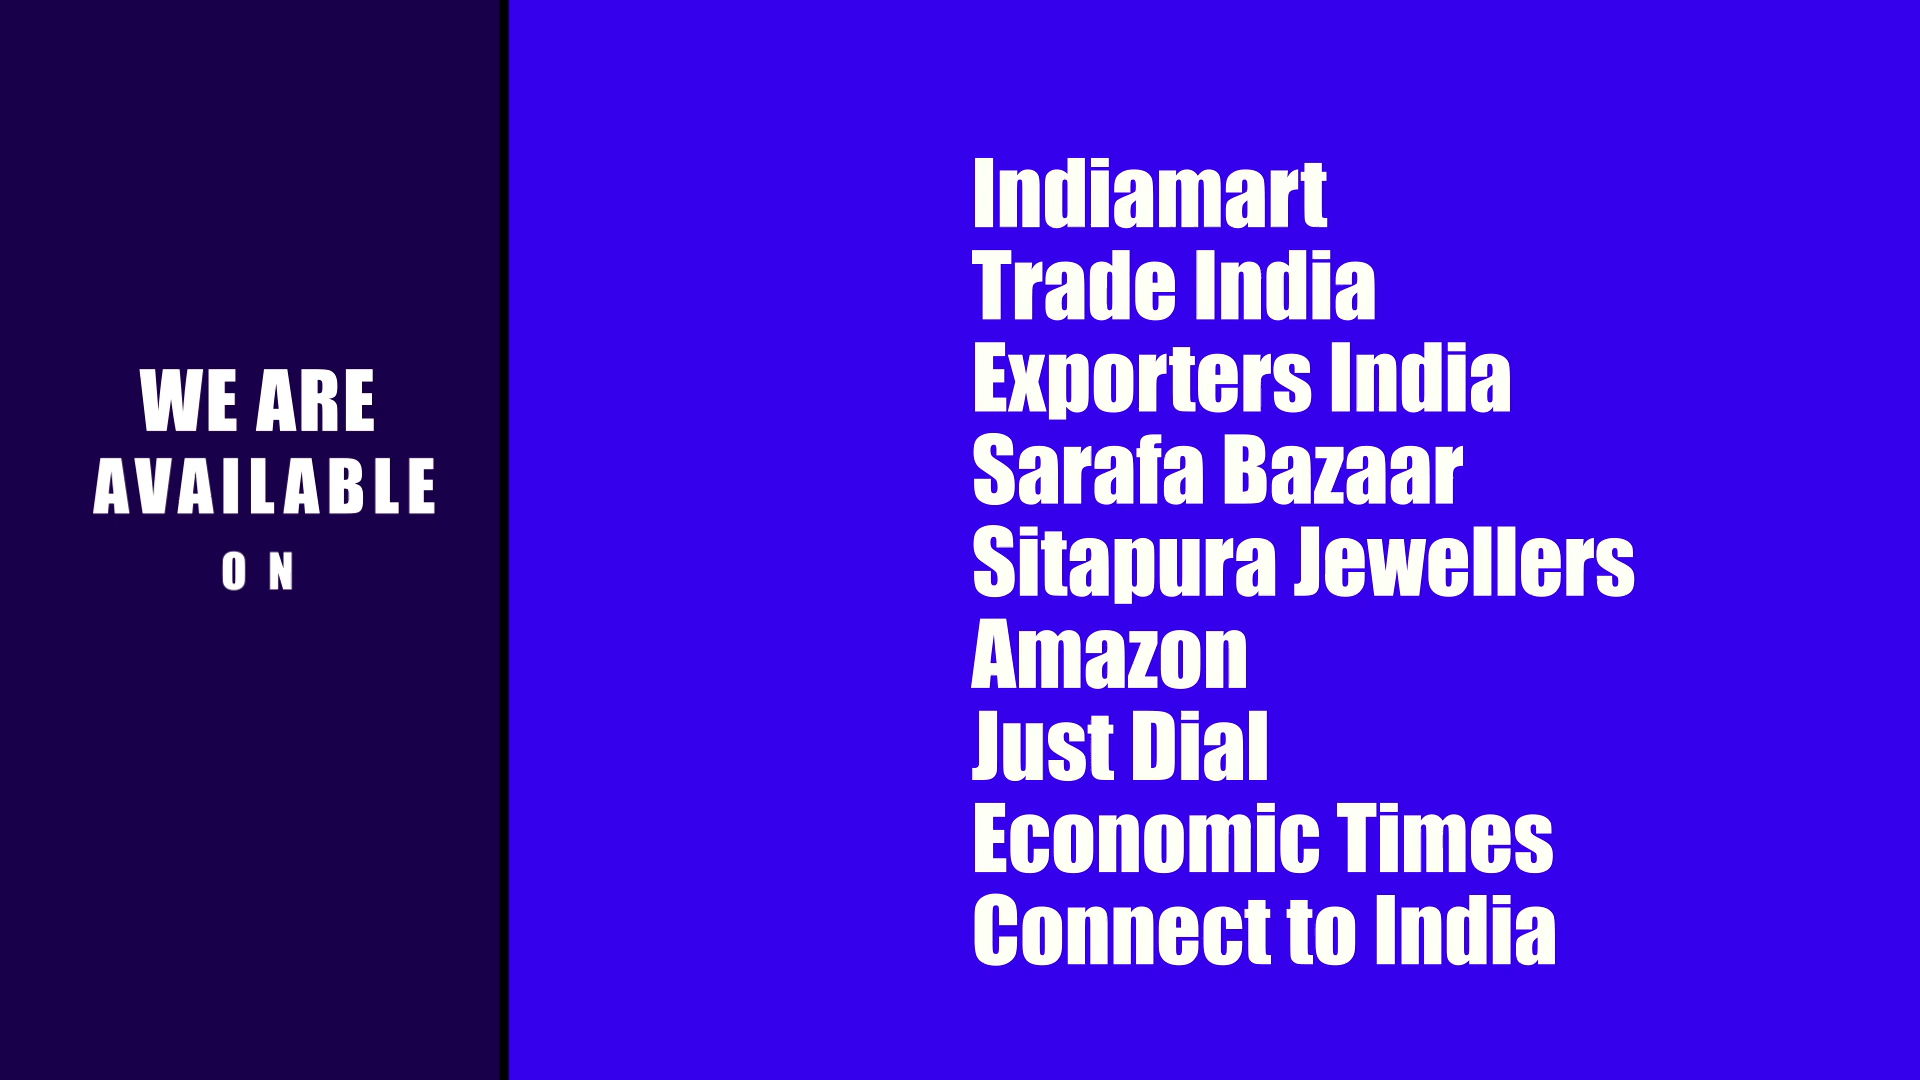 WE ARE
AVAILABLE
ON
Indiamart
Trade India
Exporters India
Sarafa Bazaar
Sitapura Jewellers
Amazon
Just Dial
Economic Times
Connect to India